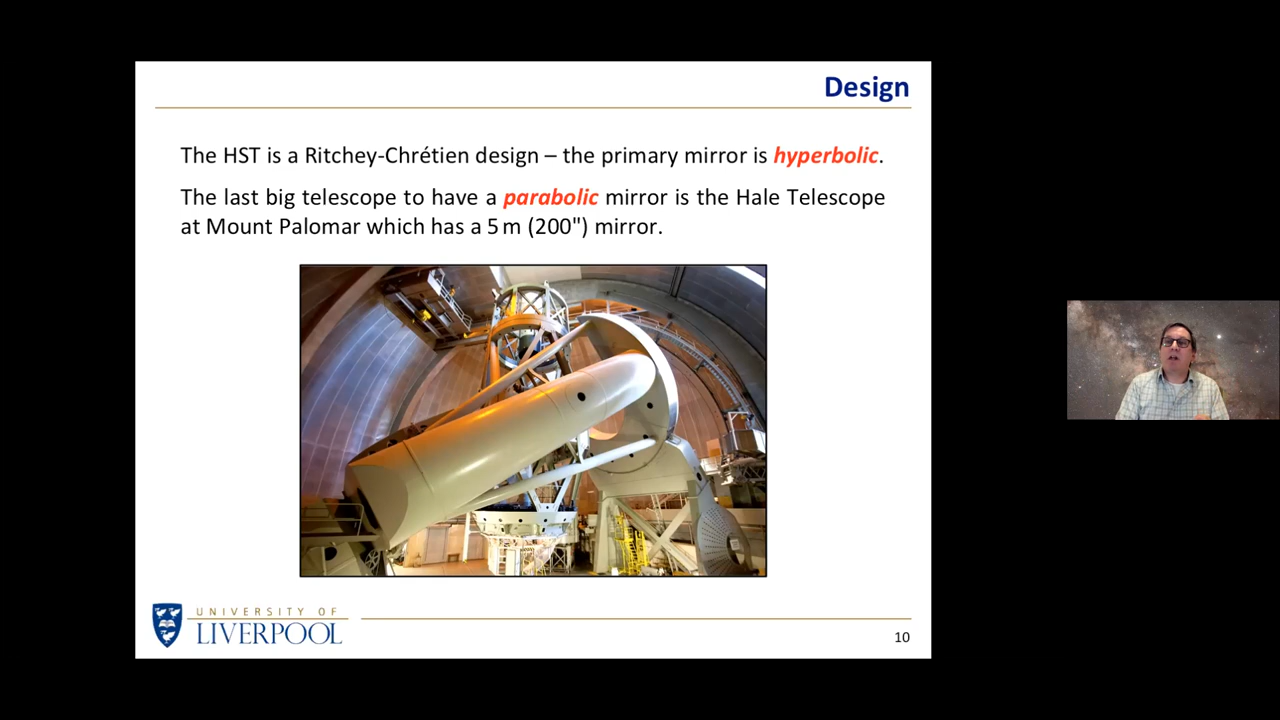 Design
The HST is a Ritchey-Chrétien design – the primary mirror is hyperbolic.
The last big telescope to have a parabolic mirror is the Hale Telescope
at Mount Palomar which has a 5 m (200") mirror.
UNIVERSITY OF
LIVERPOOL
10